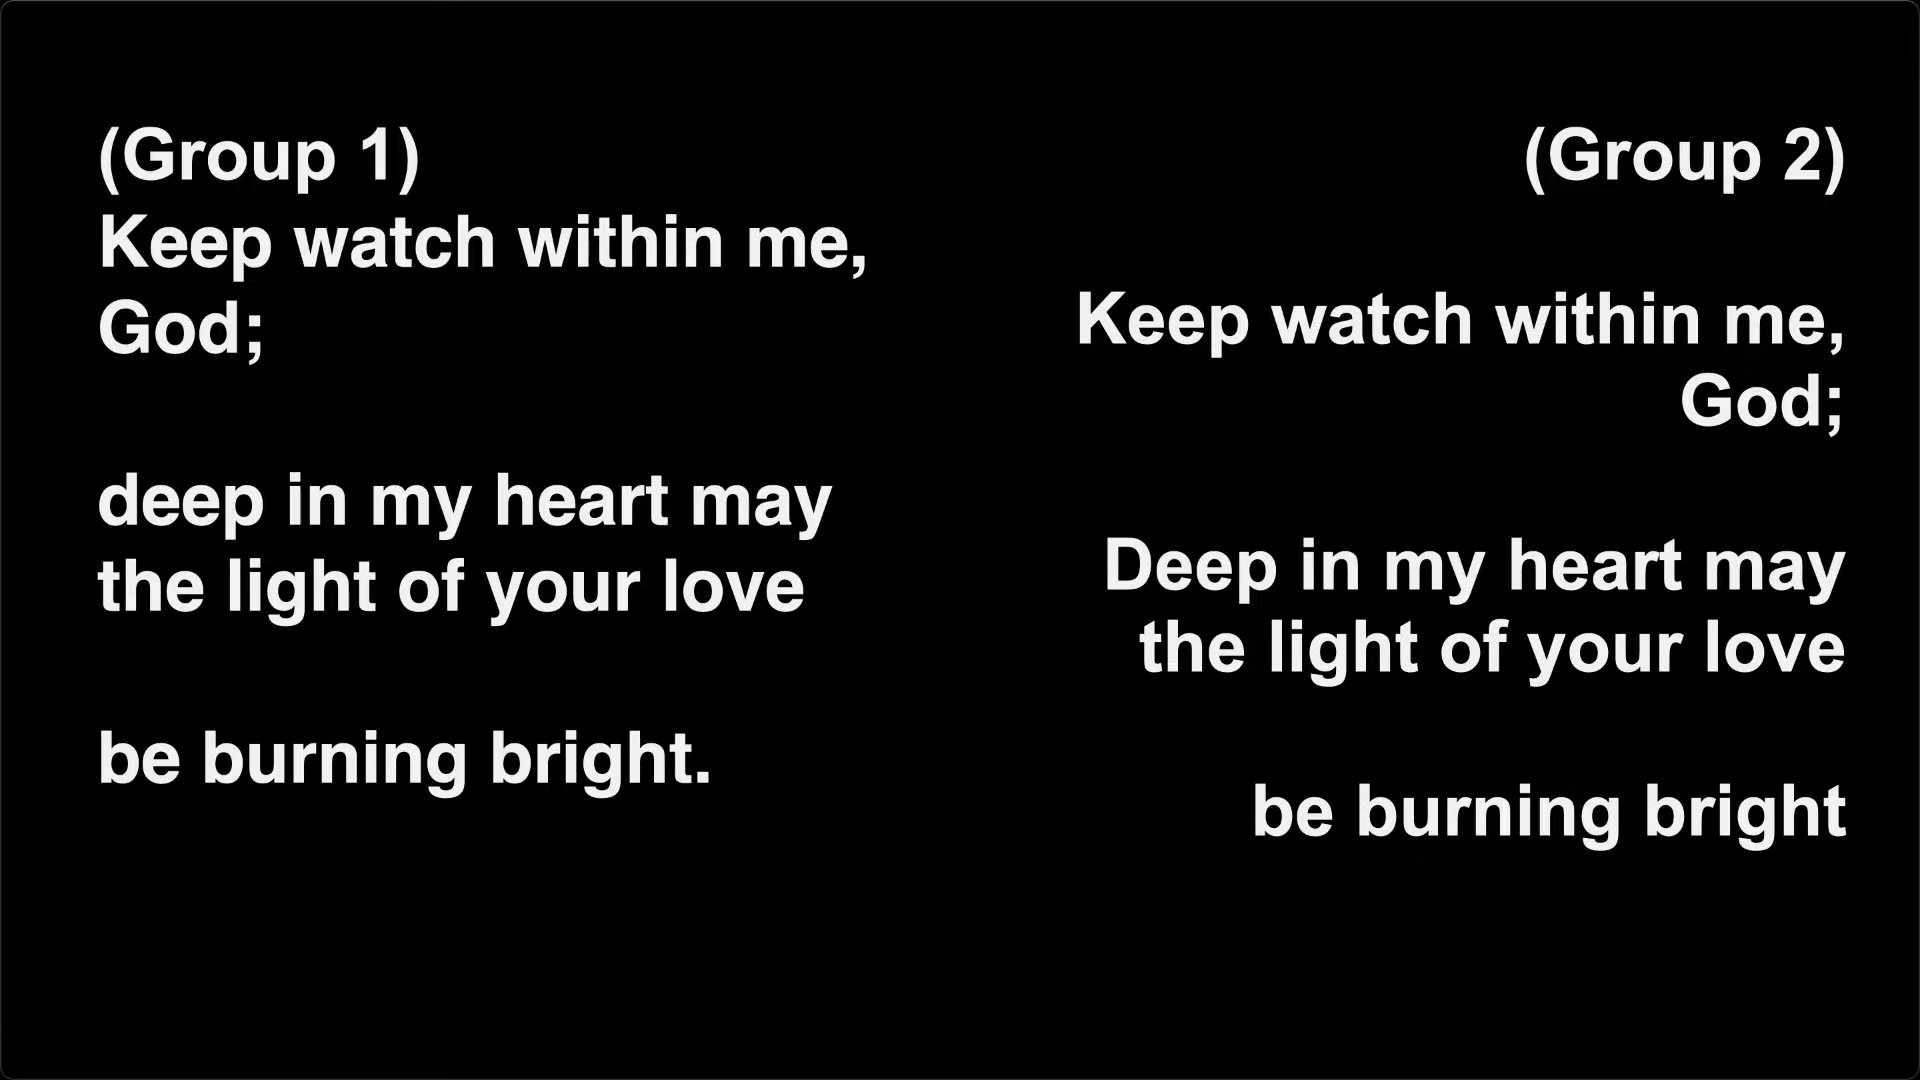 (Group 1)
Keep watch within me,
God;
deep in my heart may
the light of your love
be burning bright.
(Group 2)
Keep watch within me,
God;
Deep in my heart may
the light of your love
be burning bright